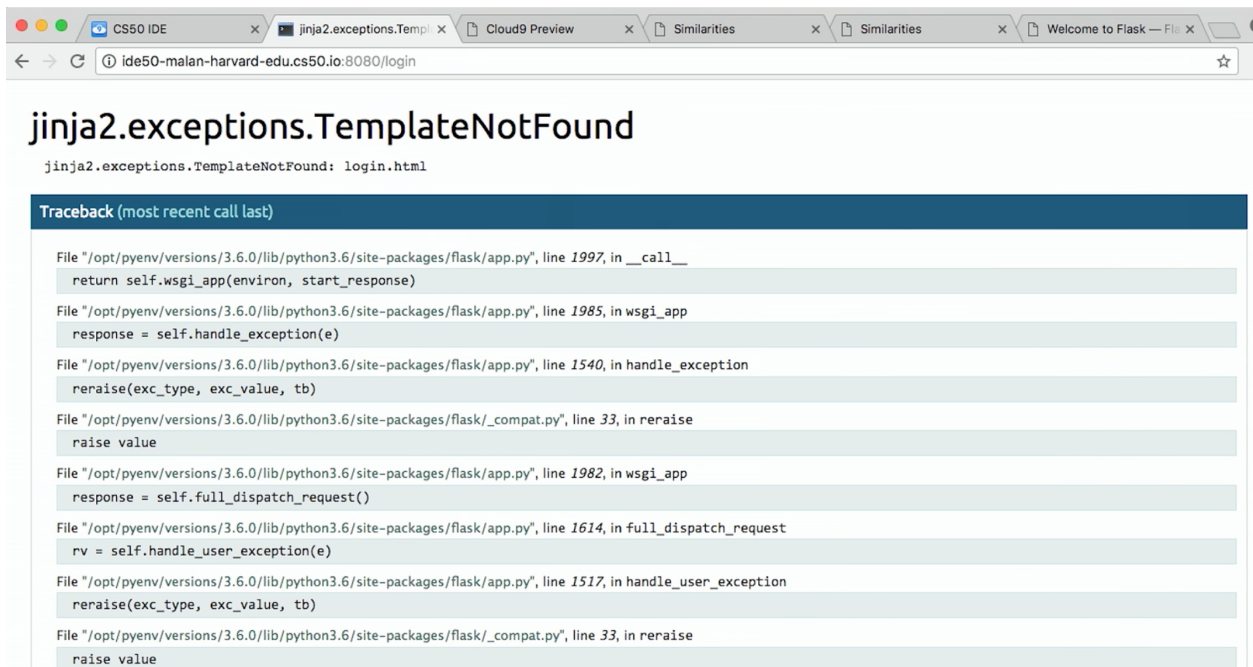 CS50 IDE
jinja2.exceptions.Templ
Cloud9 Preview
Similarities
Similarities
Welcome to Flask — Fla
ide50-malan-harvard-edu.cs50.io:8080/login
jinja2.exceptions.TemplateNotFound
jinja2.exceptions.TemplateNotFound: login.html
Traceback (most recent call last)
File "/opt/pyenv/versions/3.6.0/lib/python3.6/site-packages/flask/app.py", line 1997, in __call__
return self.wsgi_app(environ, start_response)
File "/opt/pyenv/versions/3.6.0/lib/python3.6/site-packages/flask/app.py", line 1985, in wsgi_app
response = self.handle_exception(e)
File "/opt/pyenv/versions/3.6.0/lib/python3.6/site-packages/flask/app.py", line 1540, in handle_exception
reraise(exc_type, exc_value, tb)
File "/opt/pyenv/versions/3.6.0/lib/python3.6/site-packages/flask/_compat.py", line 33, in reraise
raise value
File "/opt/pyenv/versions/3.6.0/lib/python3.6/site-packages/flask/app.py", line 1982, in wsgi_app
response = self.full_dispatch_request()
File "/opt/pyenv/versions/3.6.0/lib/python3.6/site-packages/flask/app.py", line 1614, in full_dispatch_request
rv = self.handle_user_exception(e)
File "/opt/pyenv/versions/3.6.0/lib/python3.6/site-packages/flask/app.py", line 1517, in handle_user_exception
reraise(exc_type, exc_value, tb)
File "/opt/pyenv/versions/3.6.0/lib/python3.6/site-packages/flask/_compat.py", line 33, in reraise
raise value